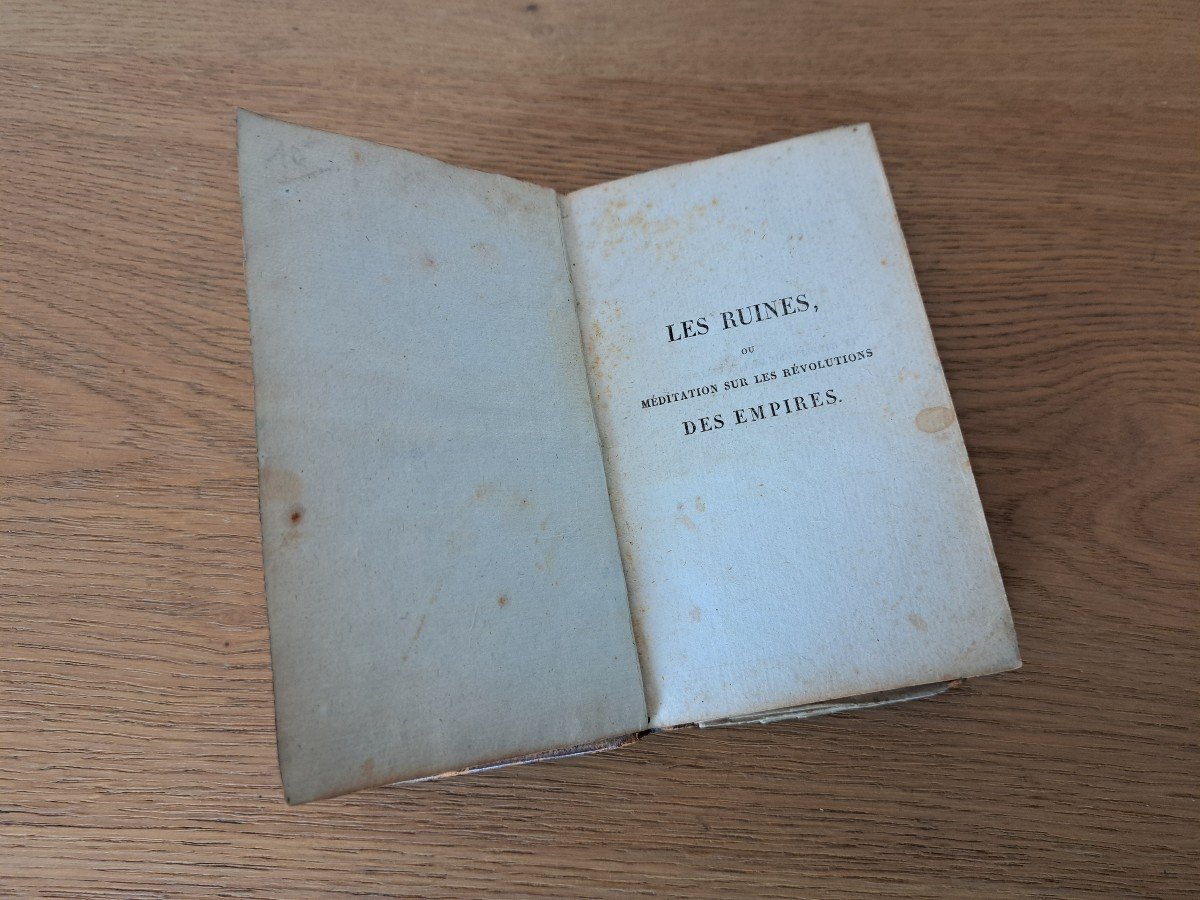 LES RUINES,
OU
MÉDITATION SUR LES RÉVOLUTIONS
DES EMPIRES.